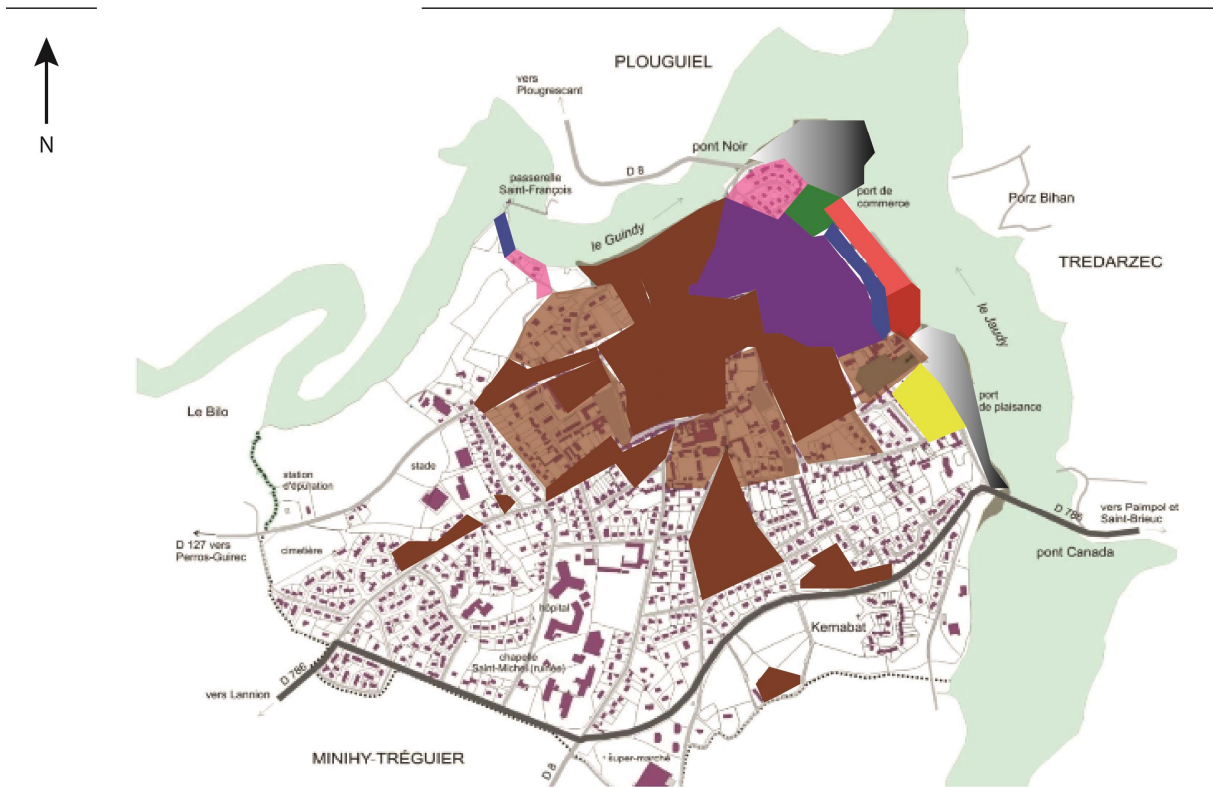 N
PLOUGUIEL
vers
Plougrescant
pont Noir
D 8
passerelle
Saint-François
port de
commerce
Porz Bihan
le Guindy
TREDARZEC
le Jaudy
Le Bilo
port
de plaisance
stade
station
d'épuration
D 786
vers Paimpol et
Saint-Brieuc
D 127 vers
Perros-Guirec
cimetière
pont Canada
hôpital
Kernabat
chapelle
Saint-Michel (ruinée)
D 786
vers Lannion
MINIHY-TRÉGUIER
super-marché
D 8